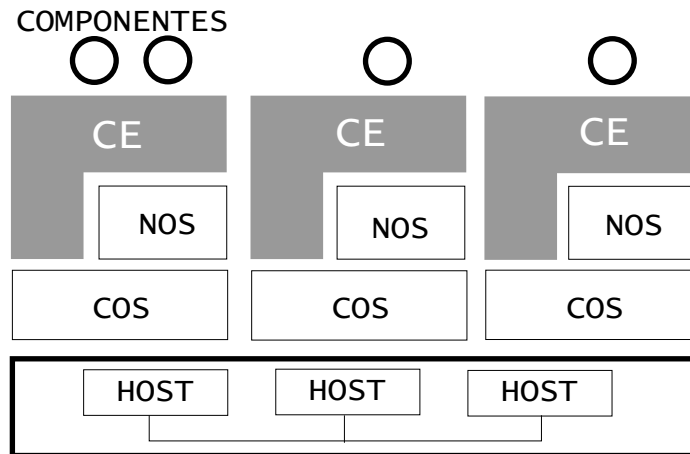 COMPONENTES
CE CE CE
NOS NOS NOS
COS COS COS
HOST HOST HOST